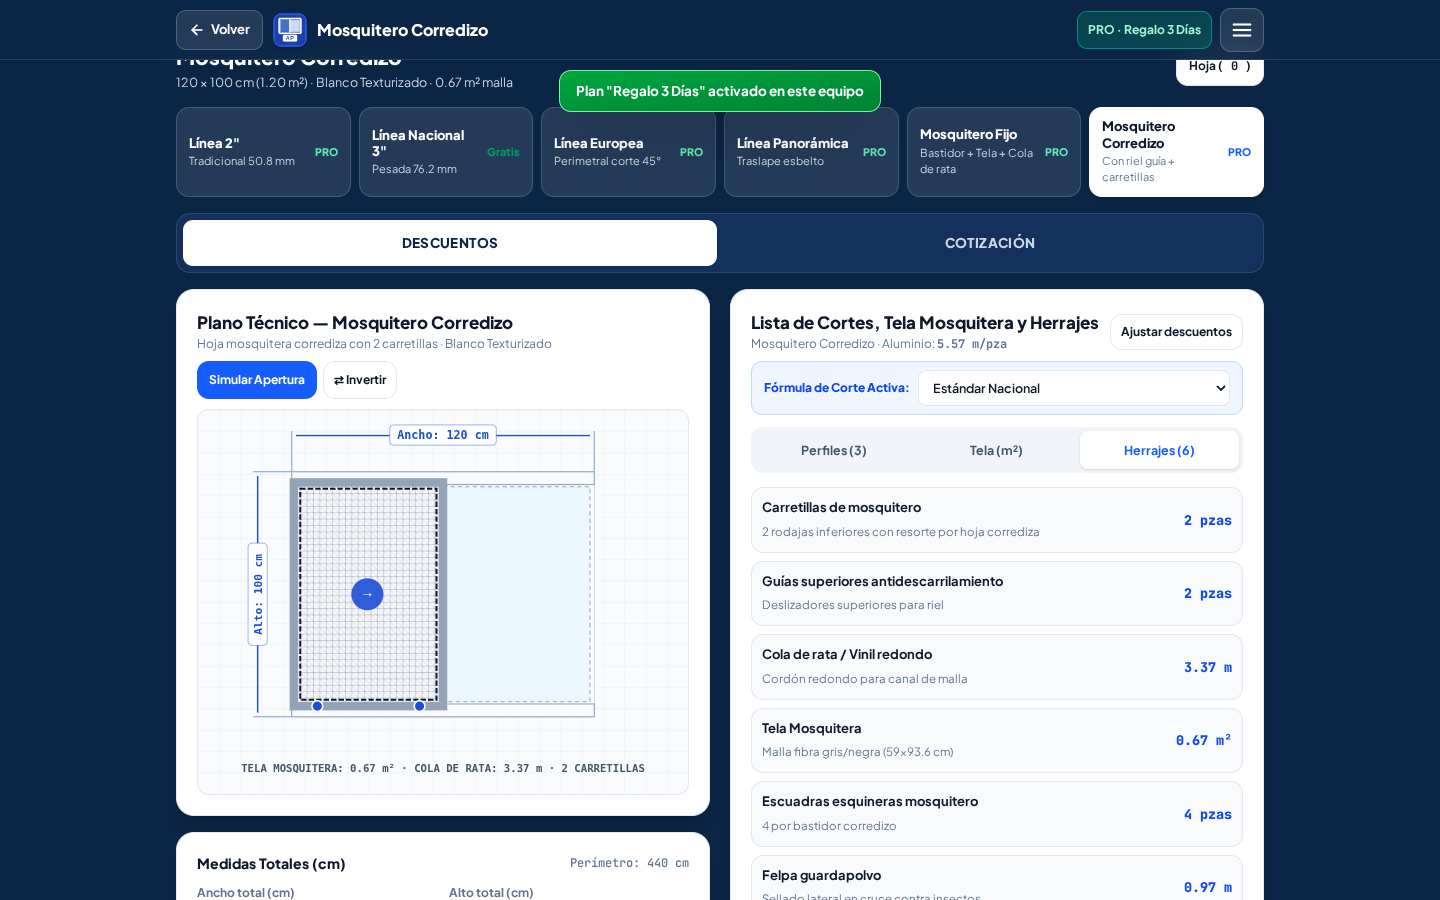 Volver
AP
Mosquitero Corredizo
PRO · Regalo 3 Días
Mosquitero Corredizo
120 × 100 cm (1.20 m²) · Blanco Texturizado · 0.67 m² malla
Hoja ( 0 )
Plan "Regalo 3 Días" activado en este equipo
Línea 2"
Tradicional 50.8 mm
PRO
Línea Nacional
3"
Pesada 76.2 mm
Gratis
Línea Europea
Perimetral corte 45°
PRO
Línea Panorámica
Traslape esbelto
PRO
Mosquitero Fijo
Bastidor + Tela + Cola
de rata
PRO
Mosquitero
Corredizo
Con riel guía +
carretillas
PRO
DESCUENTOS
COTIZACIÓN
Plano Técnico — Mosquitero Corredizo
Hoja mosquitera corrediza con 2 carretillas · Blanco Texturizado
Simular Apertura
⇄ Invertir
Ancho: 120 cm
Alto: 100 cm
→
TELA MOSQUITERA: 0.67 m² · COLA DE RATA: 3.37 m · 2 CARRETILLAS
Medidas Totales (cm)
Perímetro: 440 cm
Ancho total (cm)
Alto total (cm)
Lista de Cortes, Tela Mosquitera y Herrajes
Mosquitero Corredizo · Aluminio: 5.57 m/pza
Ajustar descuentos
Fórmula de Corte Activa:
Estándar Nacional
Perfiles (3)
Tela (m²)
Herrajes (6)
Carretillas de mosquitero
2 rodajas inferiores con resorte por hoja corrediza
2 pzas
Guías superiores antidescarrilamiento
Deslizadores superiores para riel
2 pzas
Cola de rata / Vinil redondo
Cordón redondo para canal de malla
3.37 m
Tela Mosquitera
Malla fibra gris/negra (59×93.6 cm)
0.67 m²
Escuadras esquineras mosquitero
4 por bastidor corredizo
4 pzas
Felpa guardapolvo
Sellado lateral en cruce contra insectos
0.97 m